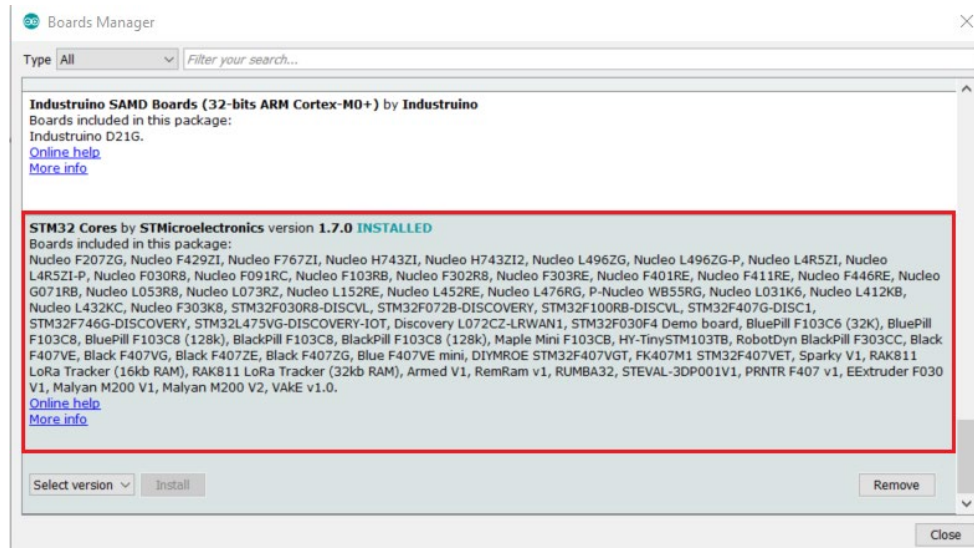 Boards Manager
Type All Filter your search...
Industruino SAMD Boards (32-bits ARM Cortex-M0+) by Industruino
Boards included in this package:
Industruino D21G.
Online help
More info
STM32 Cores by STMicroelectronics version 1.7.0 INSTALLED
Boards included in this package:
Nucleo F207ZG, Nucleo F429ZI, Nucleo F767ZI, Nucleo H743ZI, Nucleo H743ZI2, Nucleo L496ZG, Nucleo L496ZG-P, Nucleo L4R5ZI, Nucleo
L4R5ZI-P, Nucleo F030R8, Nucleo F091RC, Nucleo F103RB, Nucleo F302R8, Nucleo F303RE, Nucleo F401RE, Nucleo F411RE, Nucleo F446RE, Nucleo
G071RB, Nucleo L053R8, Nucleo L073RZ, Nucleo L152RE, Nucleo L452RE, Nucleo L476RG, P-Nucleo WB55RG, Nucleo L031K6, Nucleo L412KB,
Nucleo L432KC, Nucleo F303K8, STM32F030R8-DISCVL, STM32F072B-DISCOVERY, STM32F100RB-DISCVL, STM32F407G-DISC1,
STM32F746G-DISCOVERY, STM32L475VG-DISCOVERY-IOT, Discovery L072CZ-LRWAN1, STM32F030F4 Demo board, BluePill F103C6 (32K), BluePill
F103C8, BluePill F103C8 (128k), BlackPill F103C8, BlackPill F103C8 (128k), Maple Mini F103CB, HY-TinySTM103TB, RobotDyn BlackPill F303CC, Black
F407VE, Black F407VG, Black F407ZE, Black F407ZG, Blue F407VE mini, DIYMROE STM32F407VGT, FK407M1 STM32F407VET, Sparky V1, RAK811
LoRa Tracker (16kb RAM), RAK811 LoRa Tracker (32kb RAM), Armed V1, RemRam v1, RUMBA32, STEVAL-3DP001V1, PRNTR F407 v1, EExtruder F030
V1, Malyan M200 V1, Malyan M200 V2, VAkE v1.0.
Online help
More info
Select version Install Remove
Close